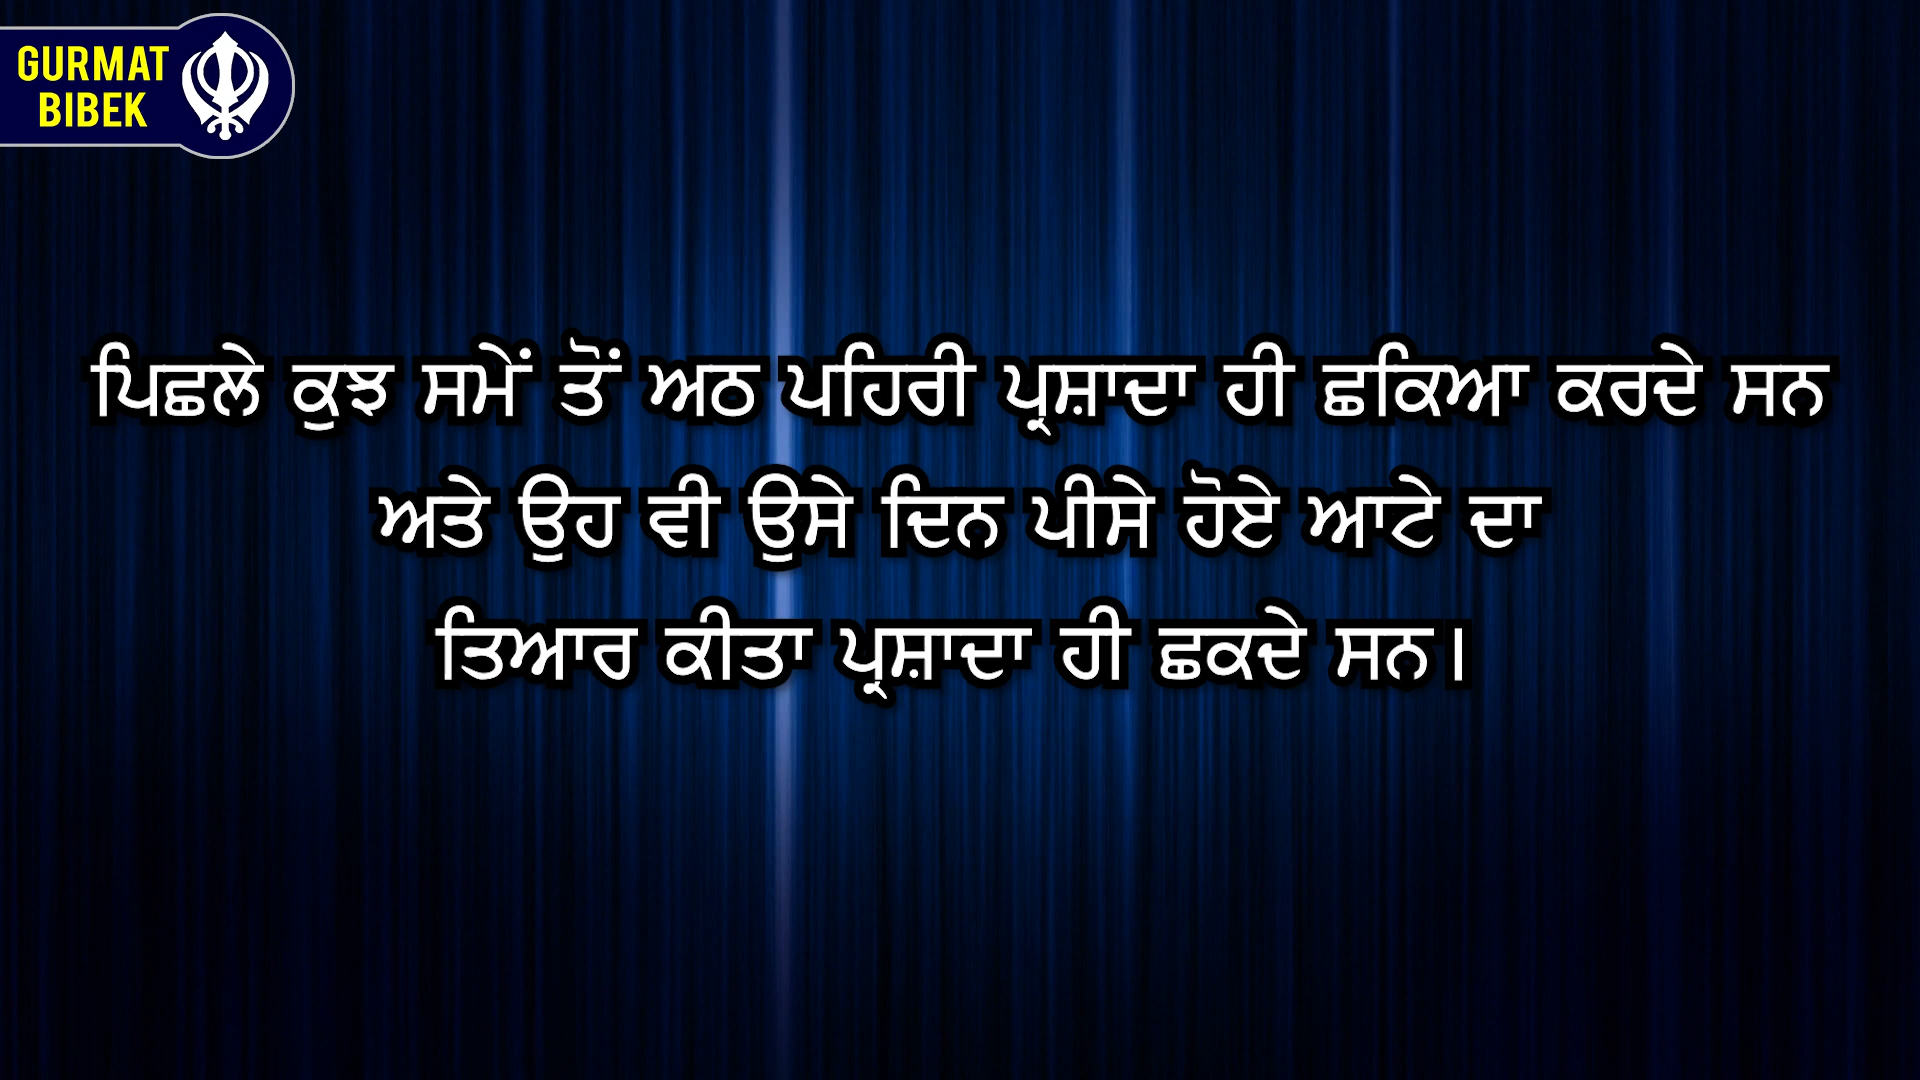 GURMAT
BIBEK
ਪਿਛਲੇ ਕੁਝ ਸਮੇਂ ਤੋਂ ਅਠ ਪਹਿਰੀ ਪ੍ਰਸ਼ਾਦਾ ਹੀ ਛਕਿਆ ਕਰਦੇ ਸਨ
ਅਤੇ ਉਹ ਵੀ ਉਸੇ ਦਿਨ ਪੀਸੇ ਹੋਏ ਆਟੇ ਦਾ
ਤਿਆਰ ਕੀਤਾ ਪ੍ਰਸ਼ਾਦਾ ਹੀ ਛਕਦੇ ਸਨ।